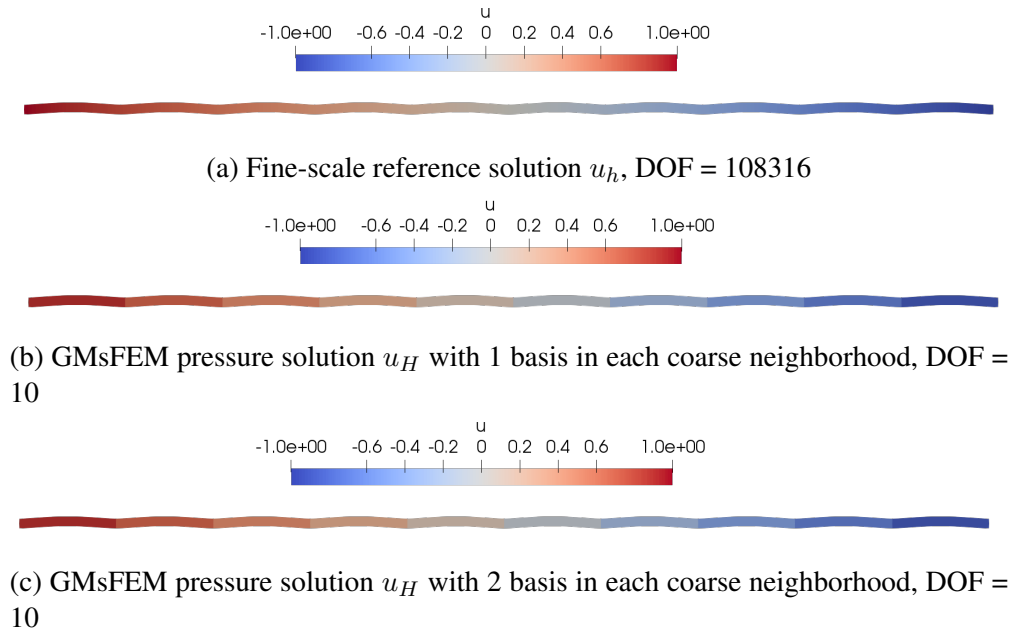 u
-1.0e+00 -0.6 -0.4 -0.2 0 0.2 0.4 0.6 1.0e+00
(a) Fine-scale reference solution u_h, DOF = 108316
u
-1.0e+00 -0.6 -0.4 -0.2 0 0.2 0.4 0.6 1.0e+00
(b) GMsFEM pressure solution u_H with 1 basis in each coarse neighborhood, DOF =
10
u
-1.0e+00 -0.6 -0.4 -0.2 0 0.2 0.4 0.6 1.0e+00
(c) GMsFEM pressure solution u_H with 2 basis in each coarse neighborhood, DOF =
10